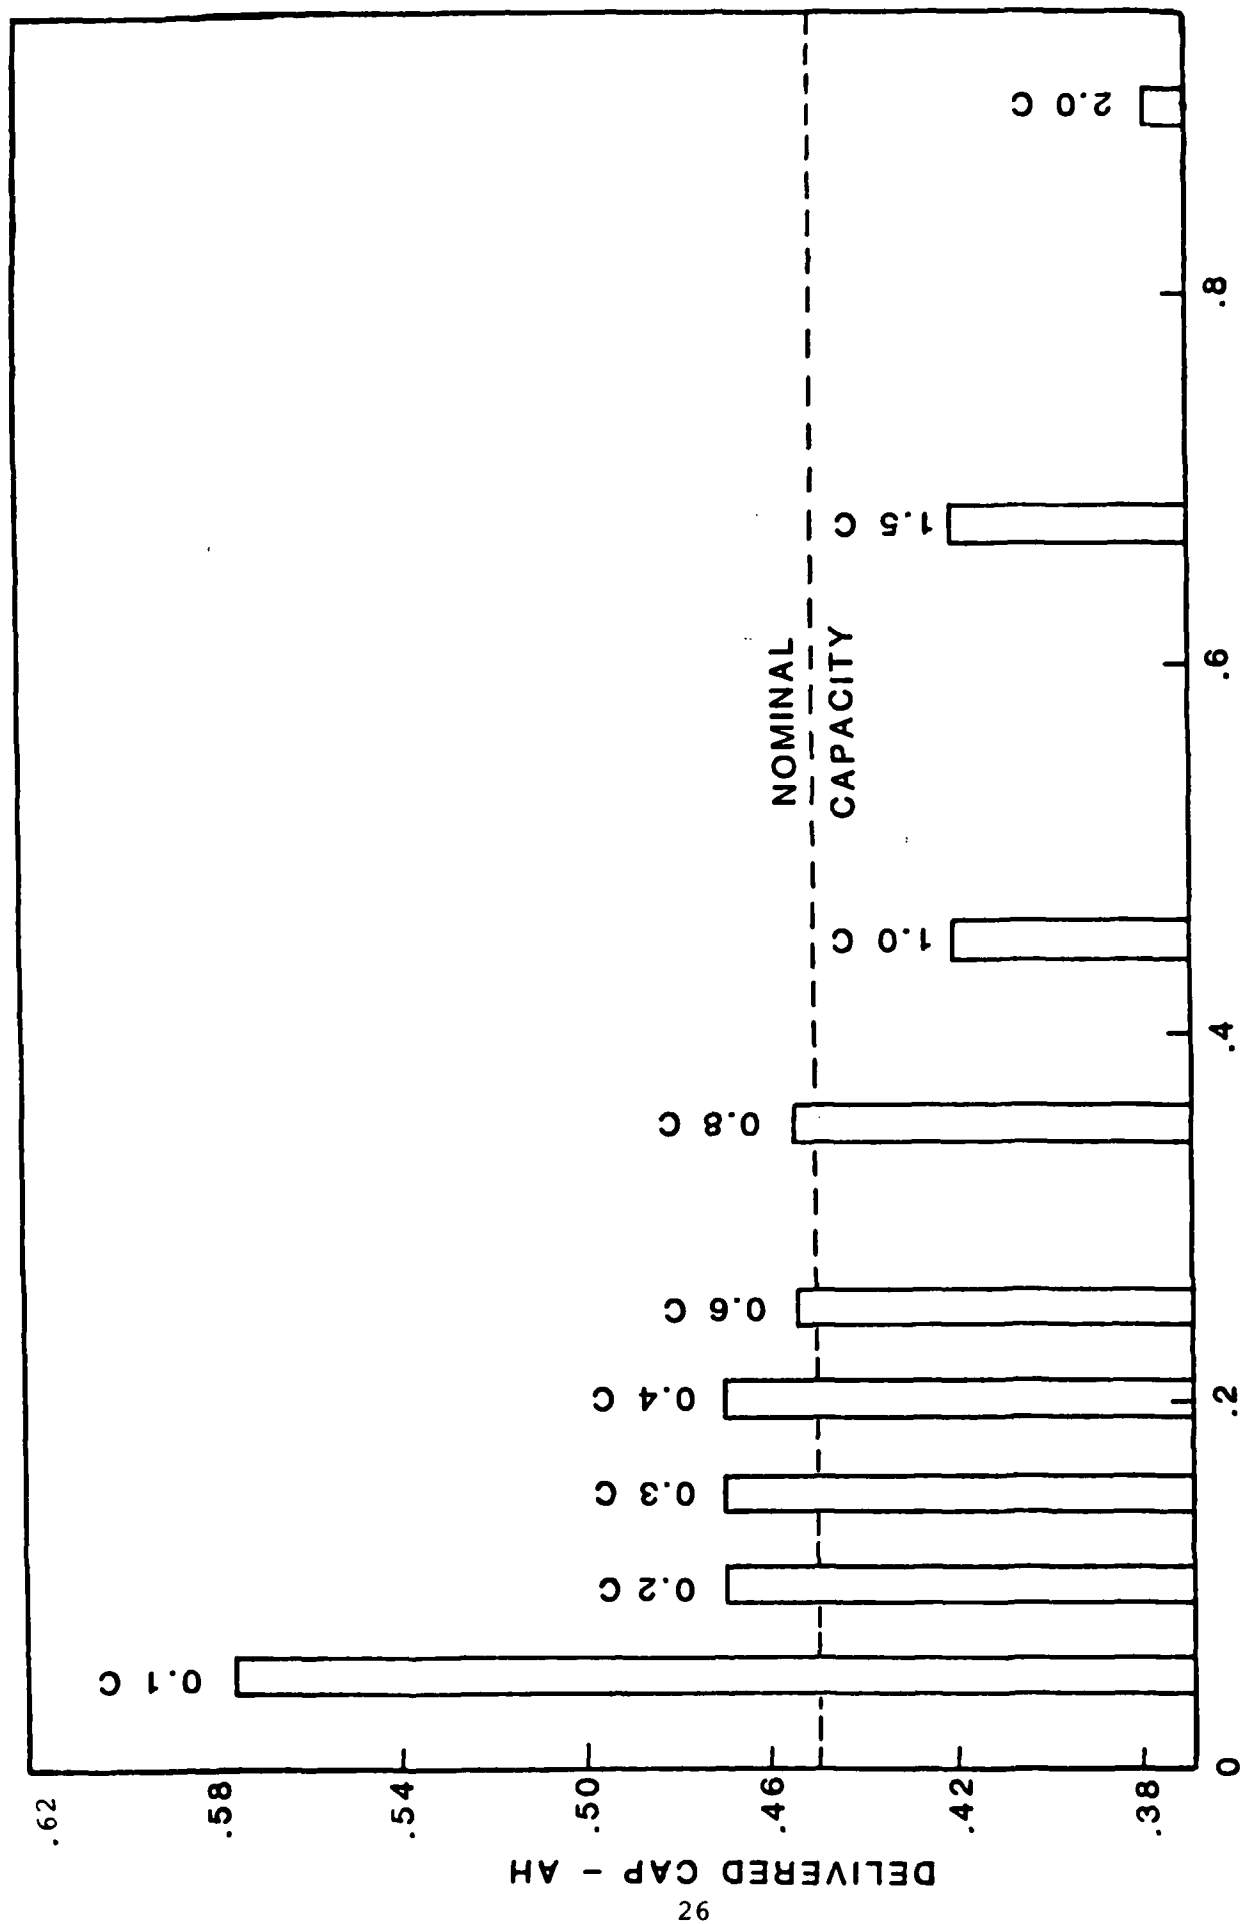 DELIVERED CAP - AH
.62
.58
.54
.50
.46
.42
.38
0
.2
.4
.6
.8
0.1 C
0.2 C
0.3 C
0.4 C
0.6 C
0.8 C
1.0 C
1.5 C
2.0 C
NOMINAL
CAPACITY
26